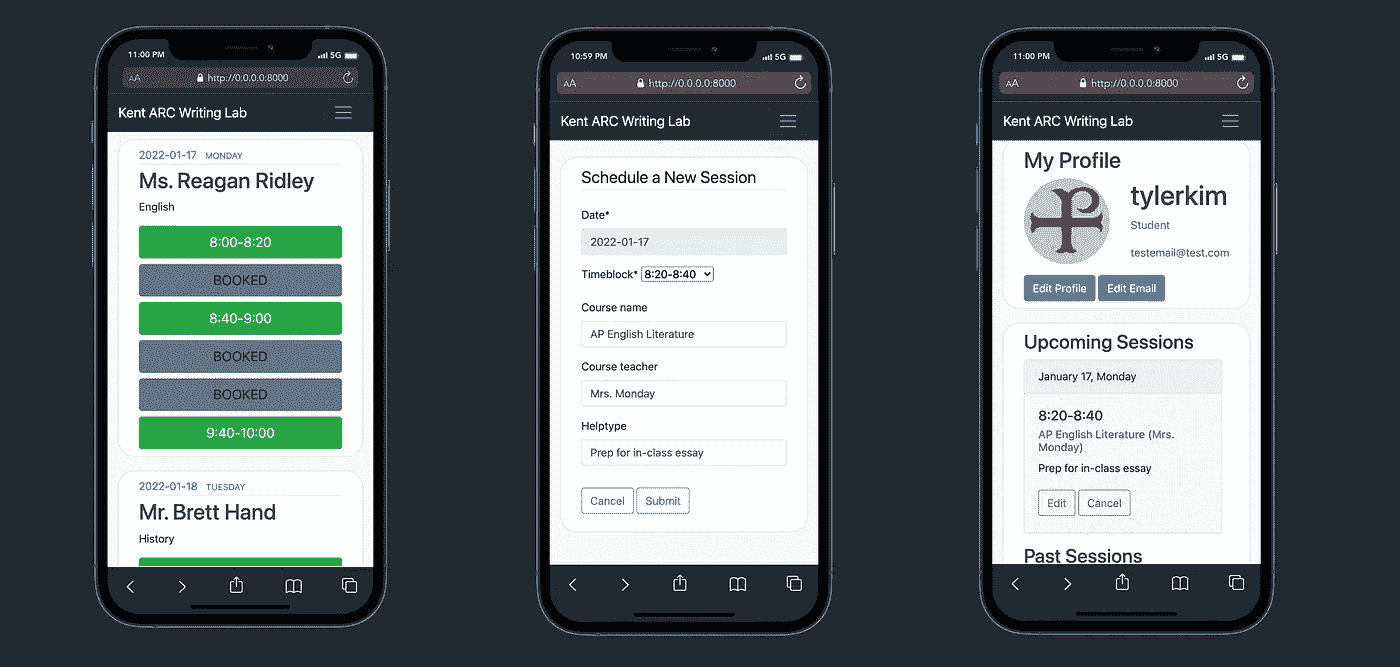 11:00 PM 5G
AA http://0.0.0.0:8000
Kent ARC Writing Lab
2022-01-17 MONDAY
Ms. Reagan Ridley
English
8:00-8:20
BOOKED
8:40-9:00
BOOKED
BOOKED
9:40-10:00
2022-01-18 TUESDAY
Mr. Brett Hand
History
10:59 PM 5G
AA http://0.0.0.0:8000
Kent ARC Writing Lab
Schedule a New Session
Date*
2022-01-17
Timeblock* 8:20-8:40
Course name
AP English Literature
Course teacher
Mrs. Monday
Helptype
Prep for in-class essay
Cancel Submit
11:00 PM 5G
AA http://0.0.0.0:8000
Kent ARC Writing Lab
My Profile
tylerkim
Student
testemail@test.com
Edit Profile Edit Email
Upcoming Sessions
January 17, Monday
8:20-8:40
AP English Literature (Mrs.
Monday)
Prep for in-class essay
Edit Cancel
Past Sessions